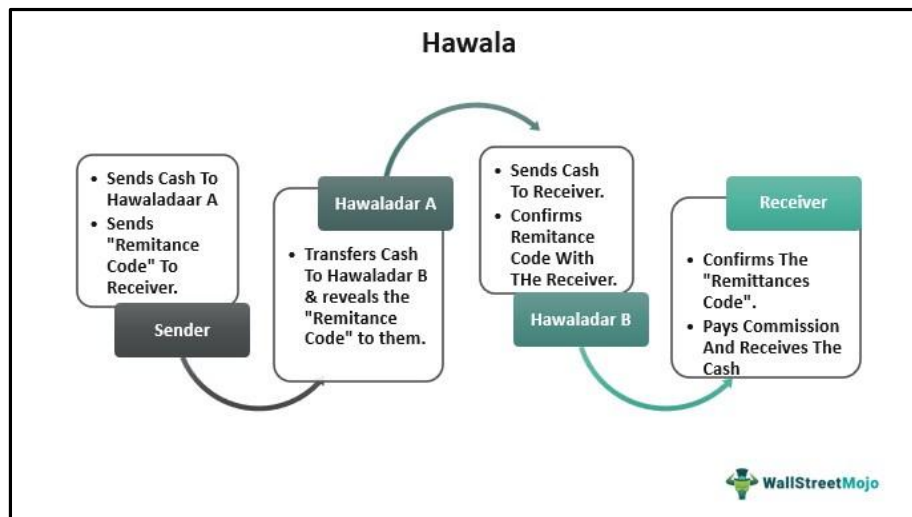 Hawala
• Sends Cash To
Hawaladaar A
• Sends
"Remitance
Code" To
Receiver.
Sender
Hawaladar A
• Transfers Cash
To Hawaladar B
& reveals the
"Remitance
Code" to them.
• Sends Cash
To Receiver.
• Confirms
Remitance
Code With
THe Receiver.
Hawaladar B
Receiver
• Confirms The
"Remittances
Code".
• Pays Commission
And Receives The
Cash
WallStreetMojo